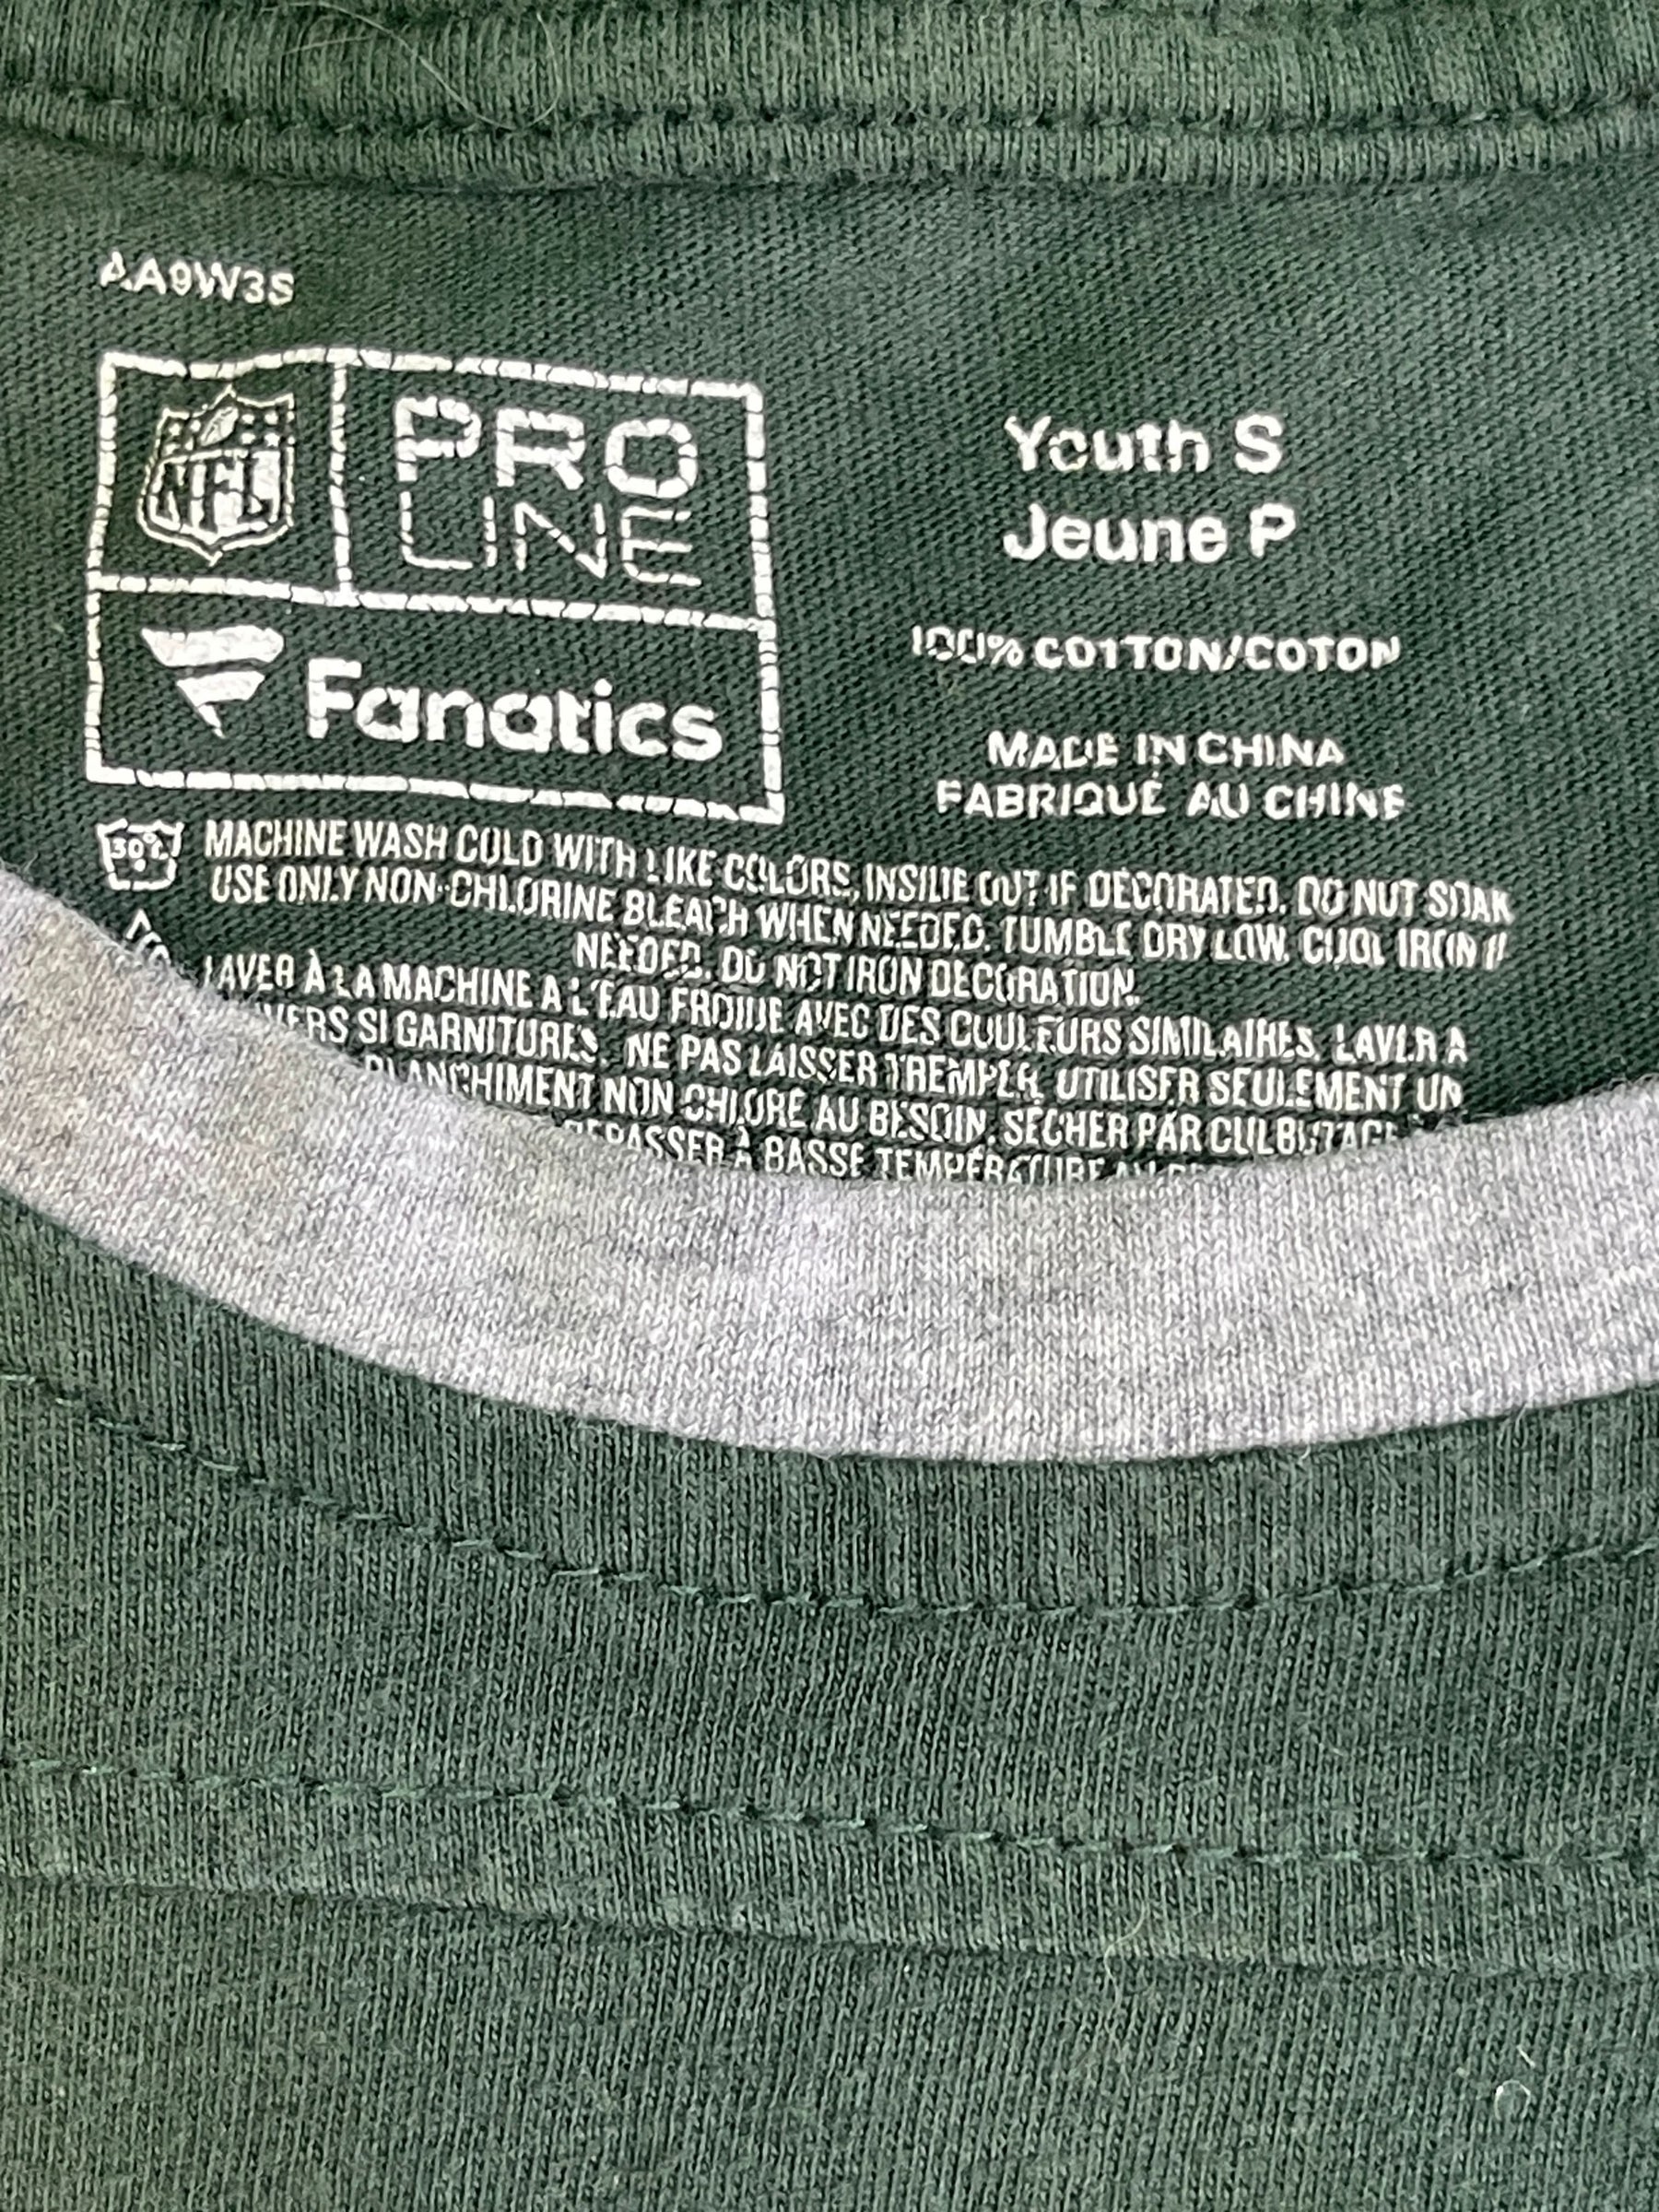 AA9W3S
NFL
PRO
LINE
Fanatics
Youth S
Jeune P
100% COTTON/COTON
MADE IN CHINA
FABRIQUÉ AU CHINE
30°C
MACHINE WASH COLD WITH LIKE COLORS, INSIDE OUT IF DECORATED. DO NOT SOAK
USE ONLY NON-CHLORINE BLEACH WHEN NEEDED. TUMBLE DRY LOW. COOL IRON IF
NEEDED. DO NOT IRON DECORATION.
LAVER À LA MACHINE A L'EAU FROIDE AVEC DES COULEURS SIMILAIRES. LAVER A
SI GARNITURES. NE PAS LAISSER TREMPER. UTILISER SEULEMENT UN
BLANCHIMENT NON CHLORE AU BESOIN. SÉCHER PAR CULBUTAGE
REPASSER À BASSE TEMPÉRATURE AU